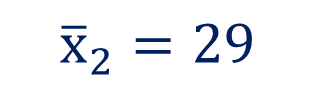 x̅₂ = 29